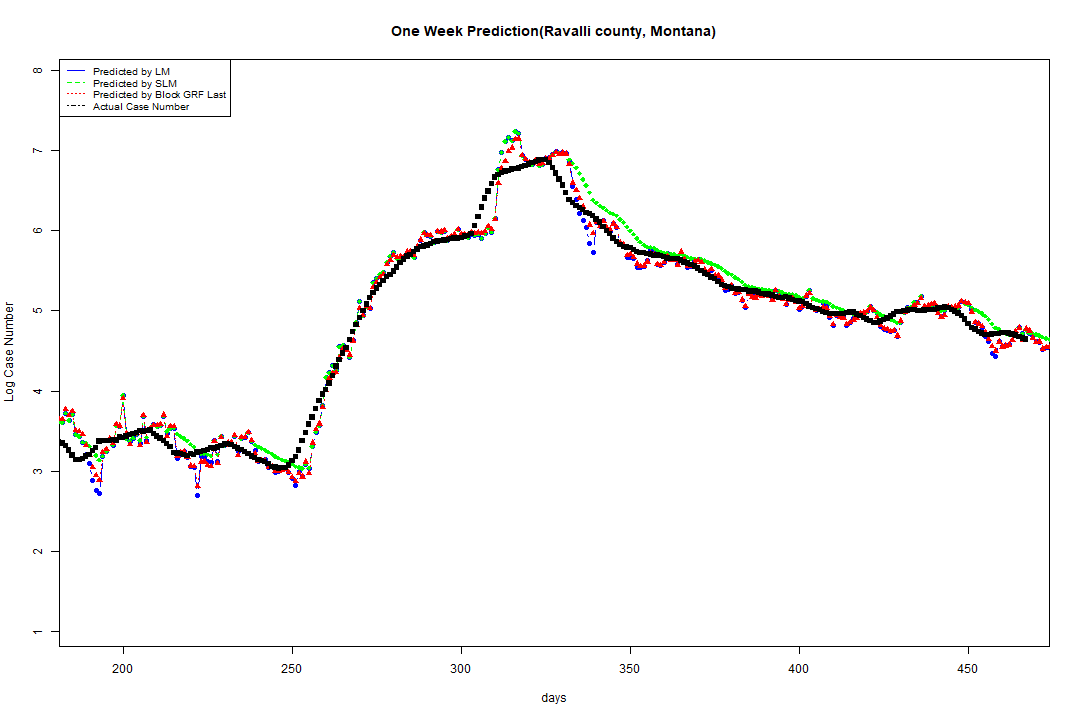 One Week Prediction(Ravalli county, Montana)
Predicted by LM
Predicted by SLM
Predicted by Block GRF Last
Actual Case Number
Log Case Number
8
7
6
5
4
3
2
1
200 250 300 350 400 450
days